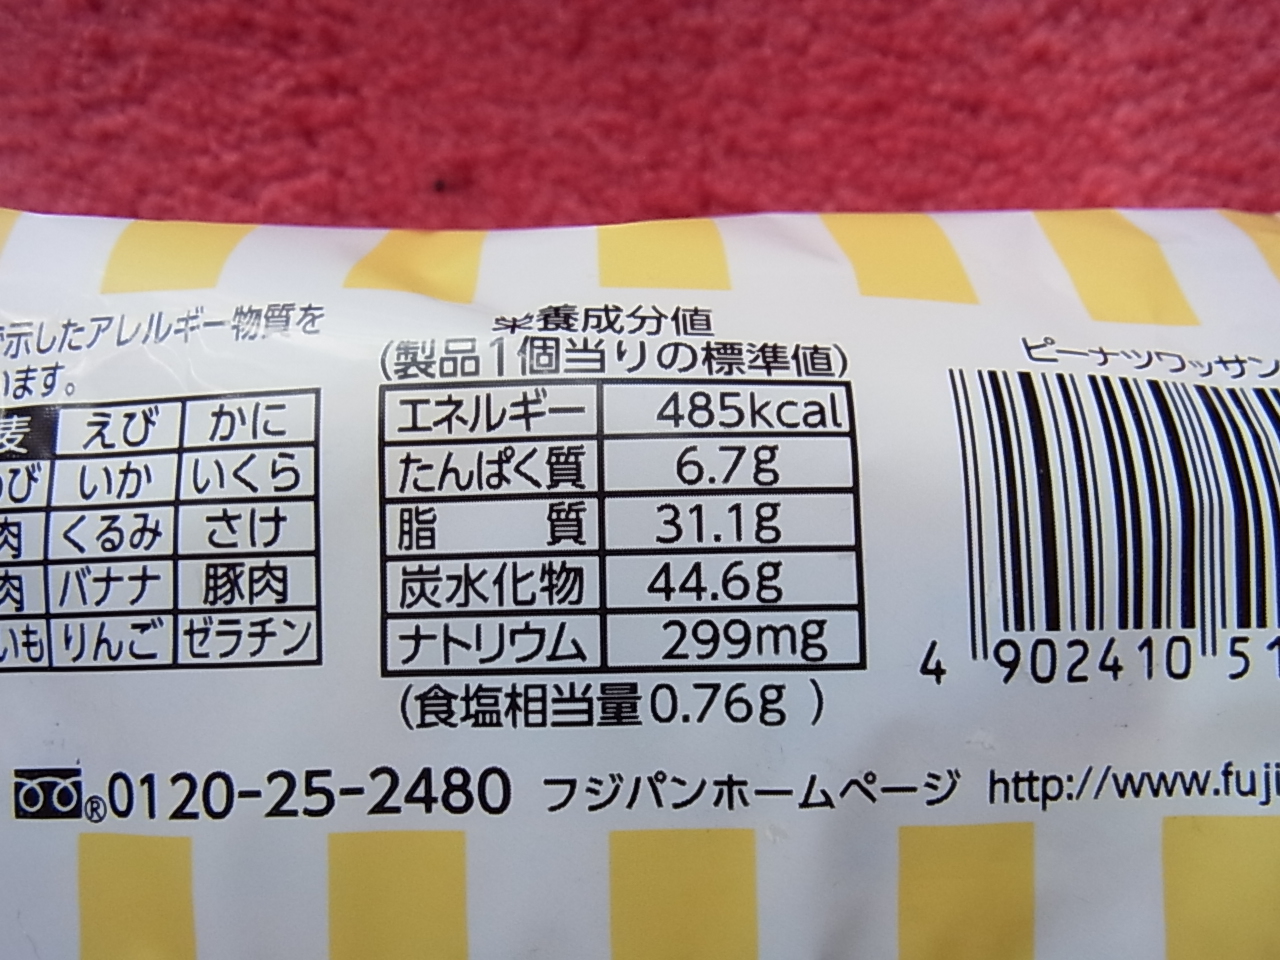 示したアレルギー物質を
います。
麦 えび かに
び いか いくら
肉 くるみ さけ
肉 バナナ 豚肉
いも りんご ゼラチン
栄養成分値
(製品1個当りの標準値)
エネルギー 485kcal
たんぱく質 6.7g
脂質 31.1g
炭水化物 44.6g
ナトリウム 299mg
(食塩相当量0.76g )
ピーナツワッサン
4 902410 51
®0120-25-2480 フジパンホームページ http://www.fuji